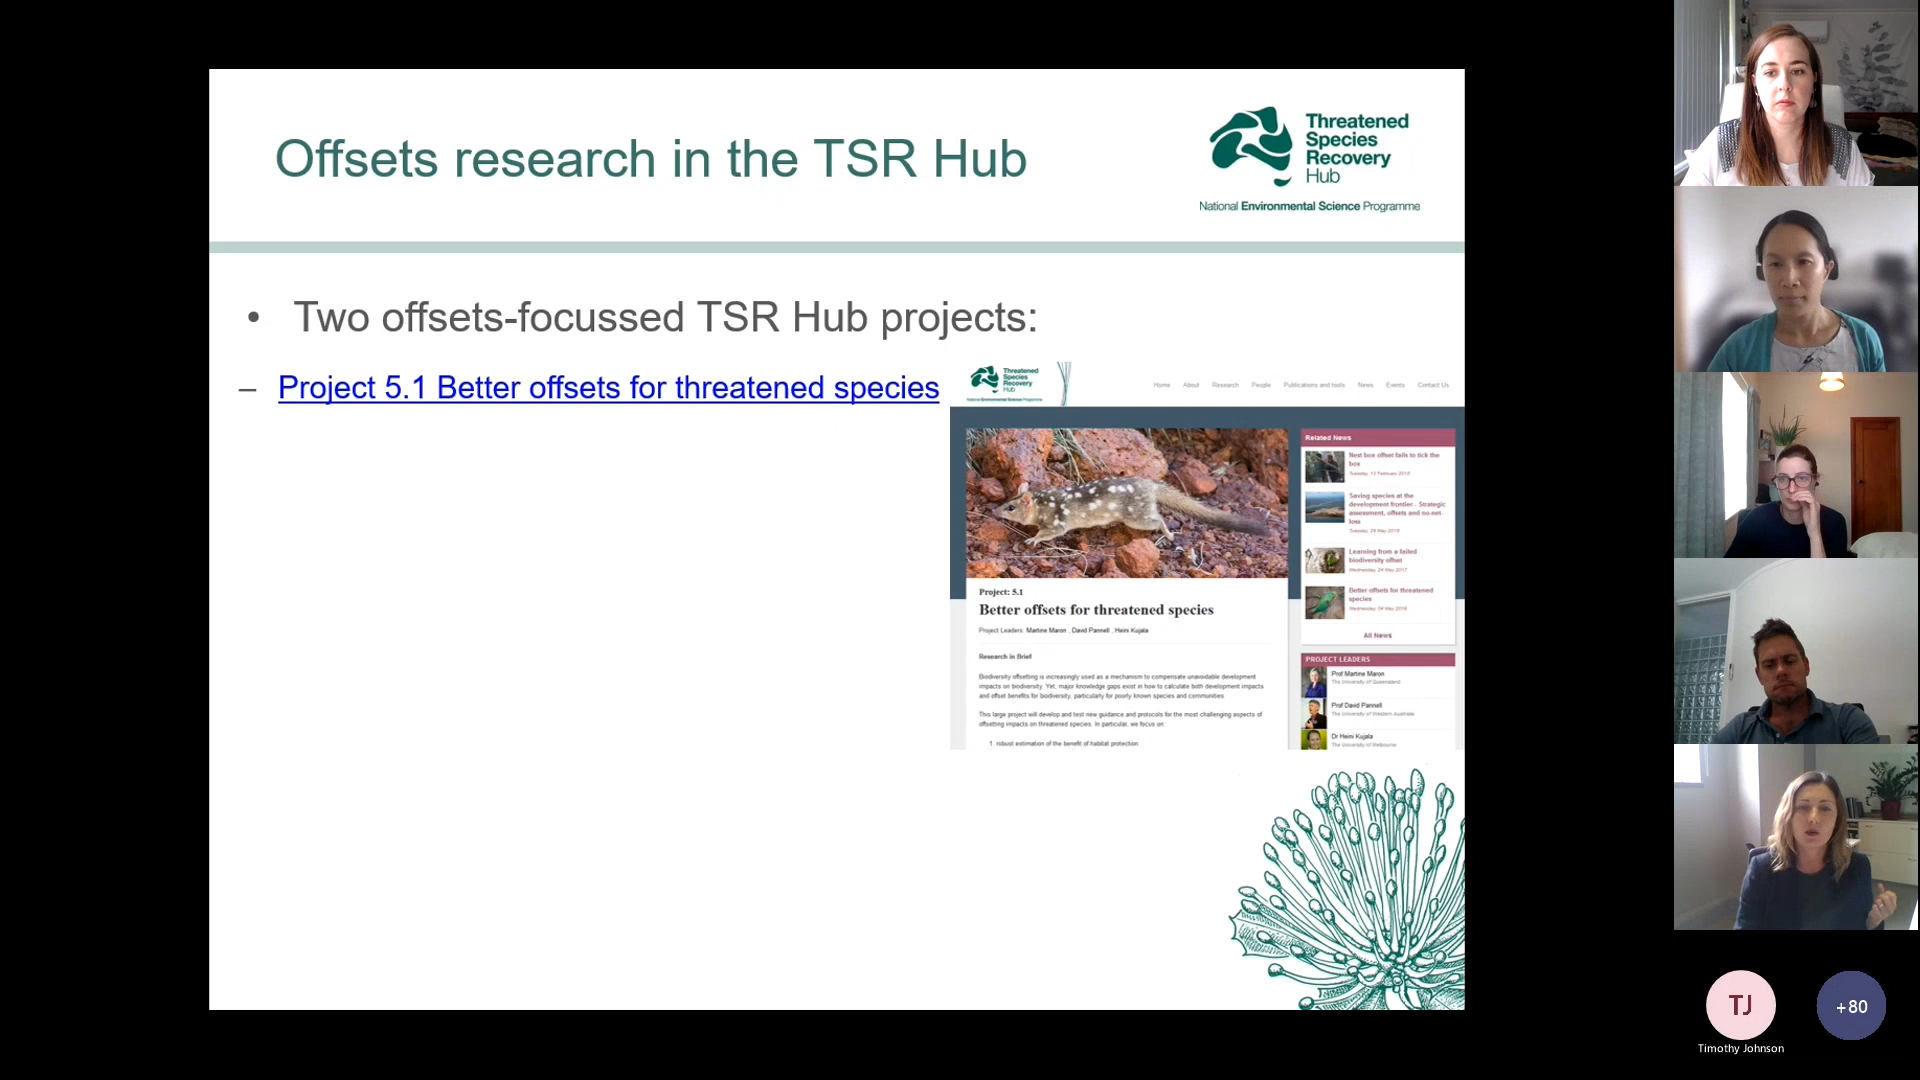 Offsets research in the TSR Hub
Threatened
Species
Recovery
Hub
National Environmental Science Programme
• Two offsets-focussed TSR Hub projects:
– Project 5.1 Better offsets for threatened species
Threatened
Species
Recovery
Hub
National Environmental Science Programme
Home About Research People Publications and tools News Events Contact Us
Project: 5.1
Better offsets for threatened species
Project Leaders: Martine Maron , David Pannell , Heini Kujala
Research in Brief
Biodiversity offsetting is increasingly used as a mechanism to compensate unavoidable development
impacts on biodiversity. Yet, major knowledge gaps exist in how to calculate both development impacts
and offset benefits for biodiversity, particularly for poorly known species and communities
This large project will develop and test new guidance and protocols for the most challenging aspects of
offsetting impacts on threatened species. In particular, we focus on
1. robust estimation of the benefit of habitat protection
Related News
Nest box offset fails to tick the
box
Tuesday, 13 February 2018
Saving species at the
development frontier - Strategic
assessment, offsets and no-net-
loss
Tuesday, 29 May 2018
Learning from a failed
biodiversity offset
Wednesday, 24 May 2017
Better offsets for threatened
species
Wednesday, 04 May 2016
All News
PROJECT LEADERS
Prof Martine Maron
The University of Queensland
Prof David Pannell
The University of Western Australia
Dr Heini Kujala
The University of Melbourne
TJ
Timothy Johnson
+80